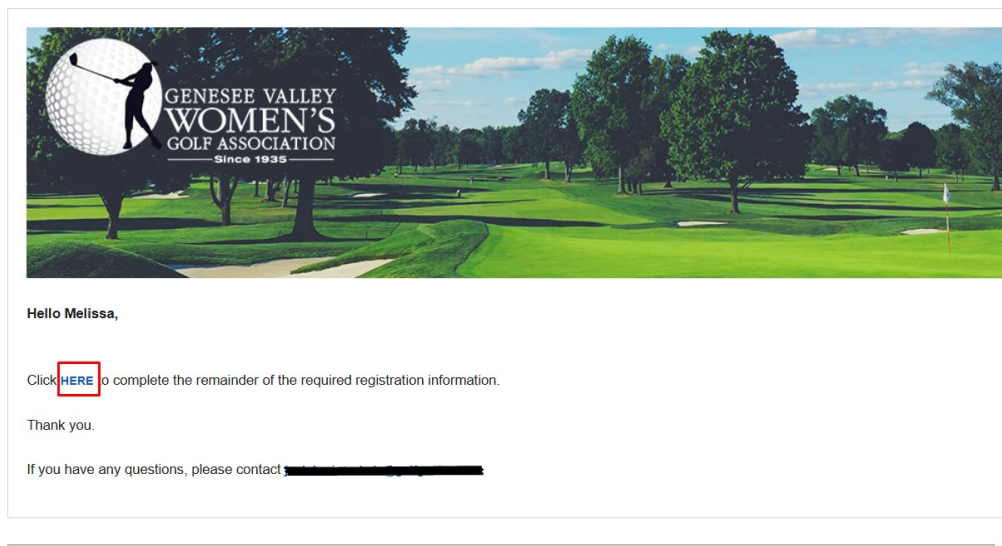 GENESEE VALLEY
WOMEN'S
GOLF ASSOCIATION
Since 1935
Hello Melissa,
Click HERE to complete the remainder of the required registration information.
Thank you.
If you have any questions, please contact